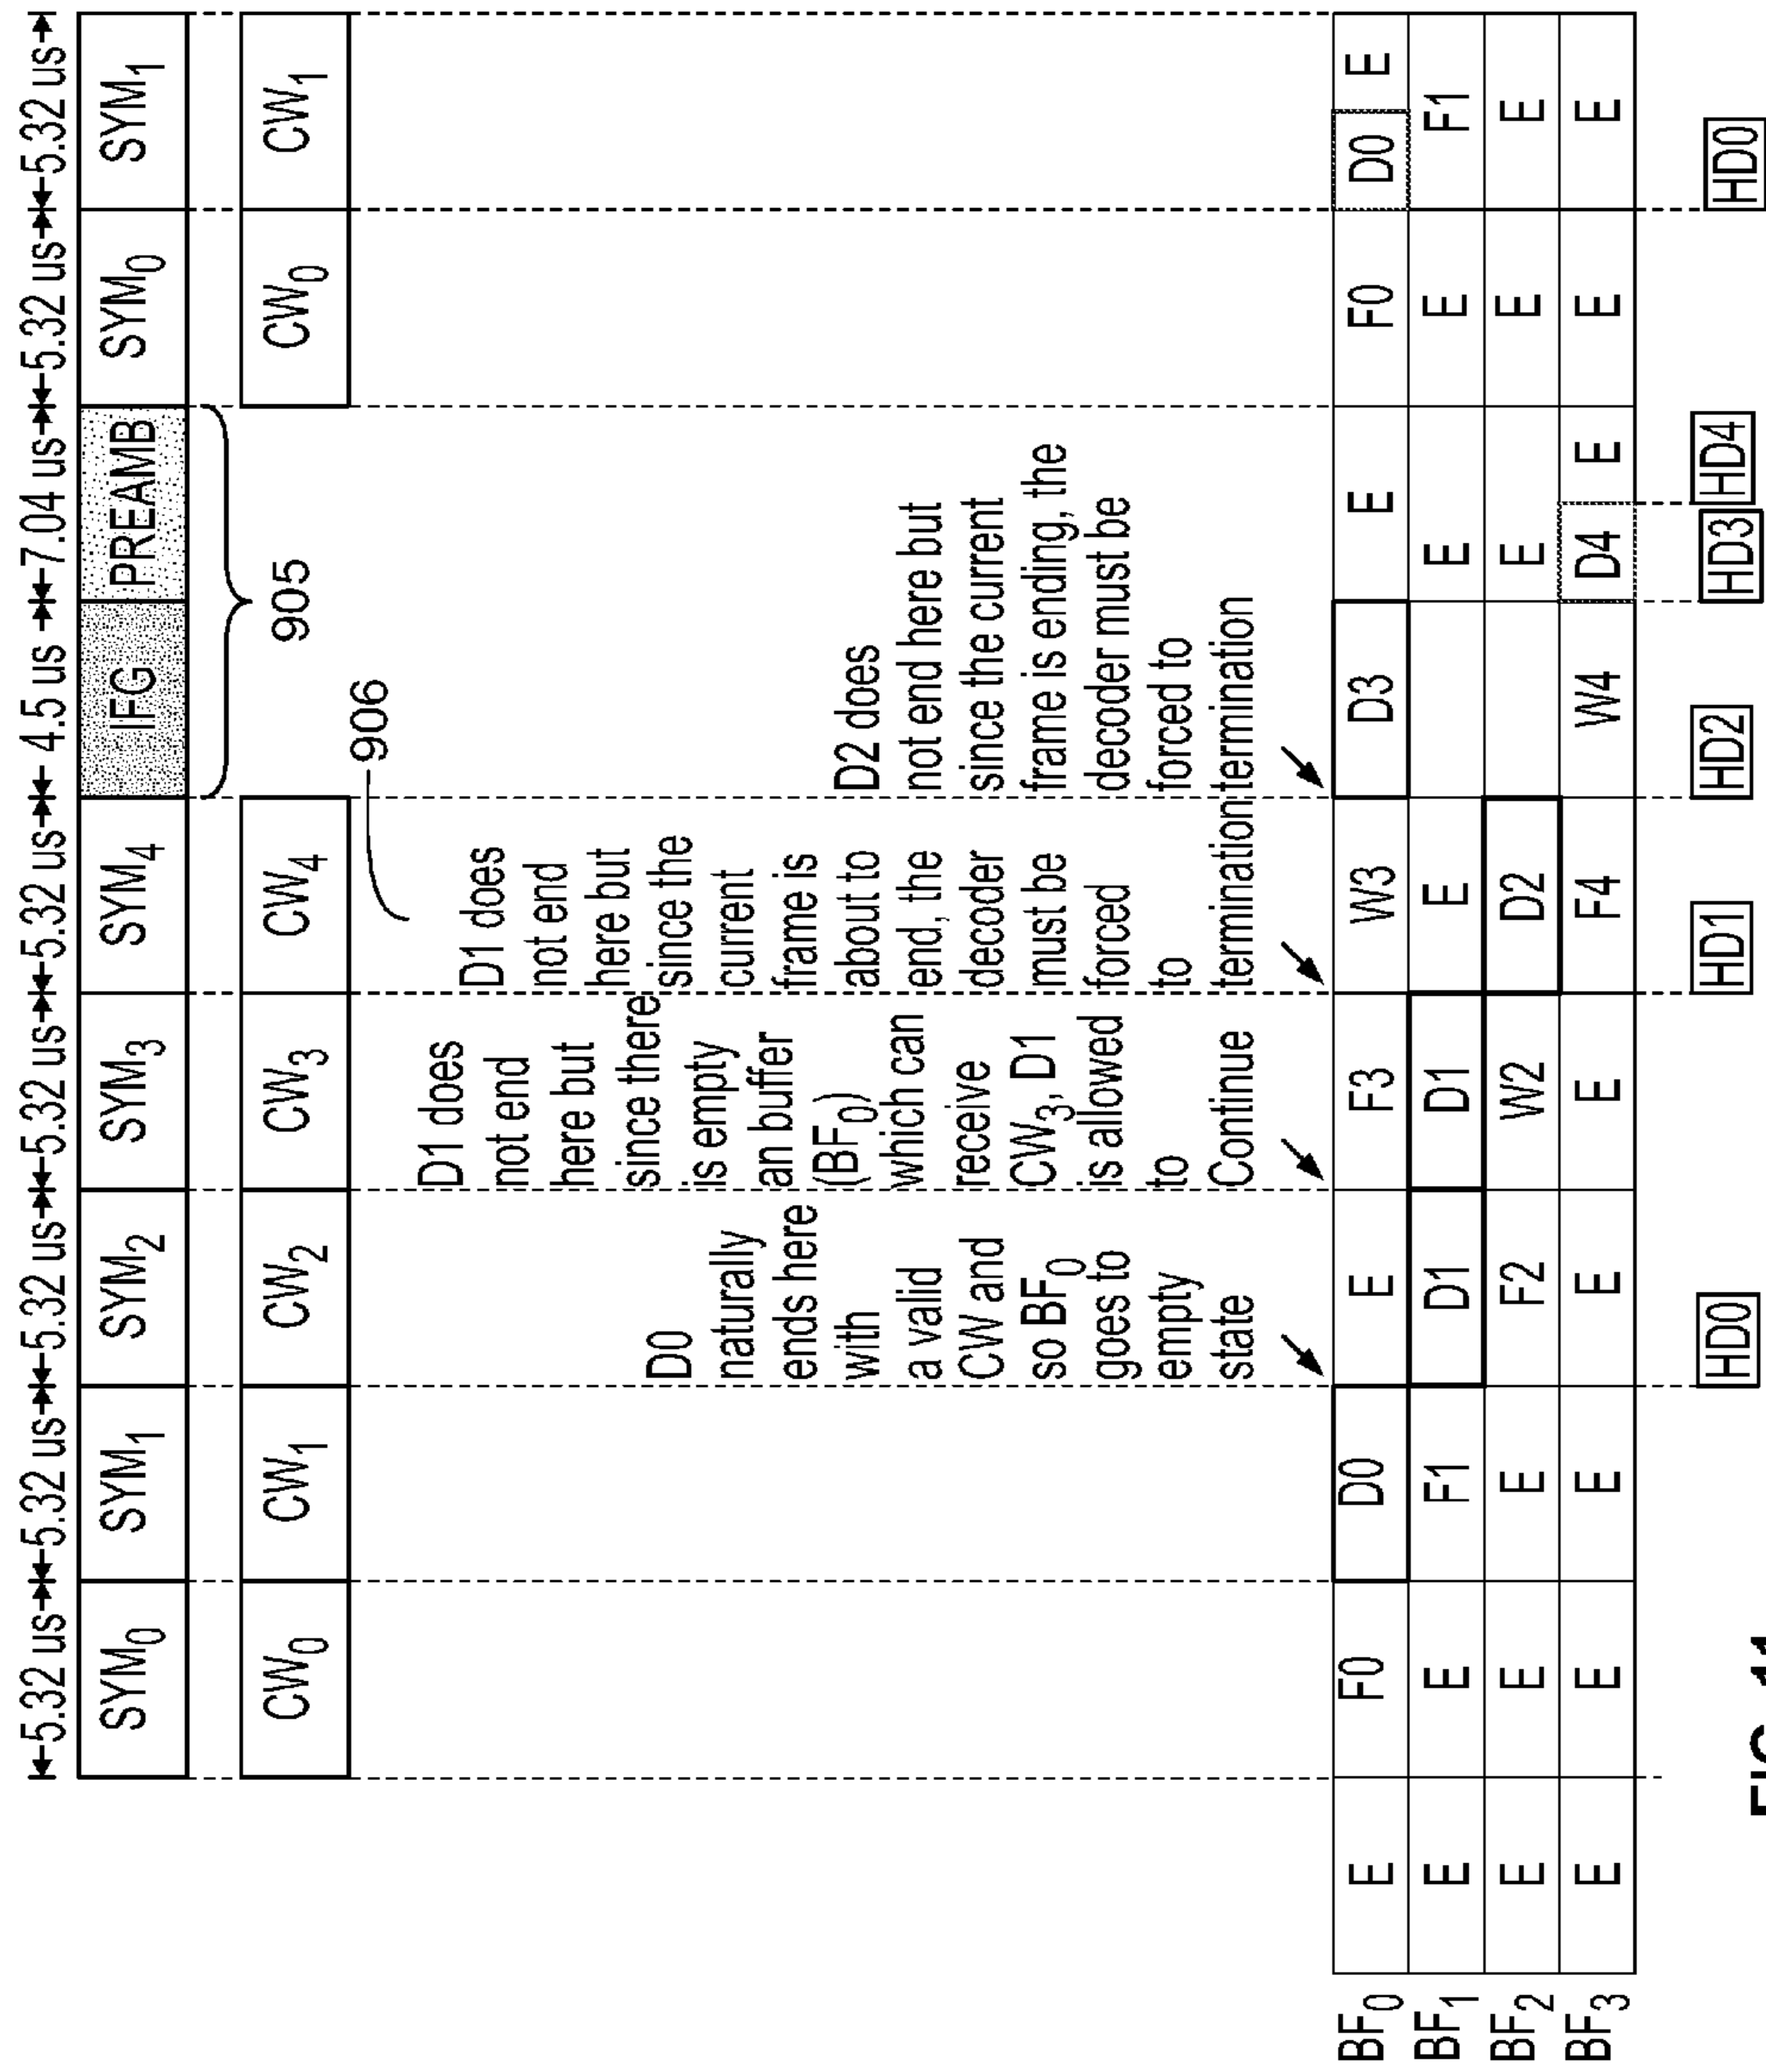 5.32 us 5.32 us 5.32 us 5.32 us 5.32 us 4.5 us 7.04 us 5.32 us 5.32 us
SYM0 SYM1 SYM2 SYM3 SYM4 IFG PREAMB SYM0 SYM1
CW0 CW1 CW2 CW3 CW4 CW0 CW1
905
906
D0
naturally
ends here
with
a valid
CW and
so BF0
goes to
empty
state
D1 does
not end
here but
since there
is empty
an buffer
(BF0)
which can
receive
CW3, D1
is allowed
to
Continue
D1 does
not end
here but
since the
current
frame is
about to
end, the
decoder
must be
forced
to
termination
D2 does
not end here but
since the current
frame is ending, the
decoder must be
forced to
termination
BF0 E F0 D0 E F3 W3 D3 E F0 D0 E
BF1 E E F1 D1 D1 E E E F1
BF2 E E E F2 W2 D2 E E E
BF3 E E E E E F4 W4 D4 E E E
HD0 HD1 HD2 HD3 HD4 HD0